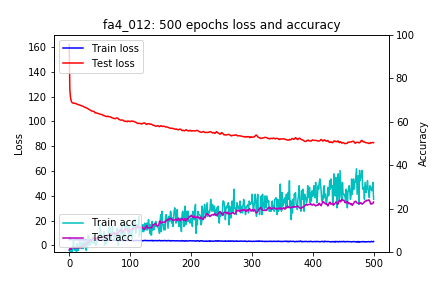 fa4_012: 500 epochs loss and accuracy
Train loss
Test loss
Train acc
Test acc
Loss
Accuracy
160
140
120
100
80
60
40
20
0
100
80
60
40
20
0
0 100 200 300 400 500